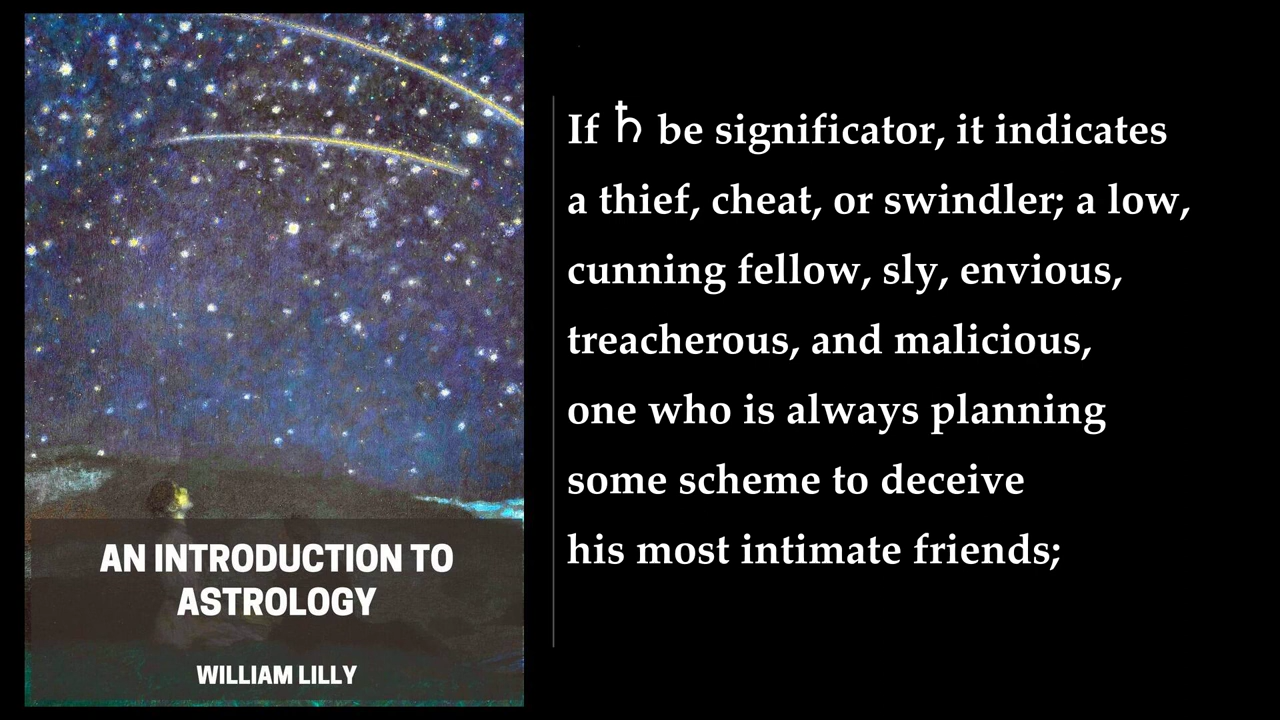 AN INTRODUCTION TO
ASTROLOGY
WILLIAM LILLY
If ♄ be significator, it indicates
a thief, cheat, or swindler; a low,
cunning fellow, sly, envious,
treacherous, and malicious,
one who is always planning
some scheme to deceive
his most intimate friends;